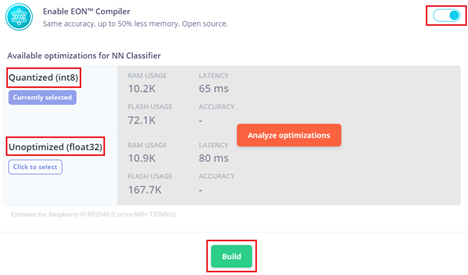 Enable EON™ Compiler
Same accuracy, up to 50% less memory. Open source.
Available optimizations for NN Classifier
Quantized (int8)
Currently selected
RAM USAGE LATENCY
10.2K 65 ms
FLASH USAGE ACCURACY
72.1K -
Analyze optimizations
Unoptimized (float32)
Click to select
RAM USAGE LATENCY
10.9K 80 ms
FLASH USAGE ACCURACY
167.7K -
Estimate for Raspberry Pi RP2040 (Cortex-M0+ 133MHz)
Build